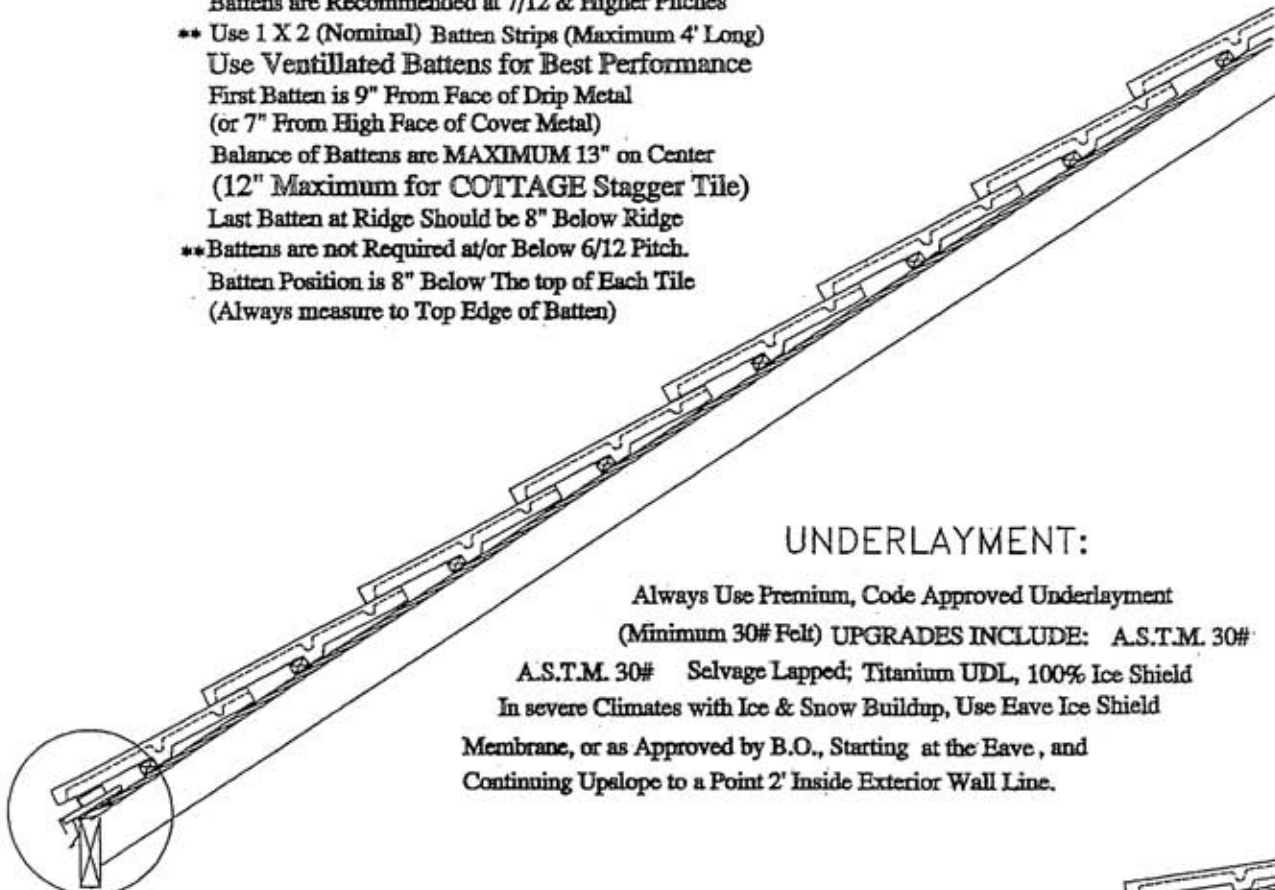 Battens are Recommended at 7/12 & Higher Pitches
** Use 1 X 2 (Nominal) Batten Strips (Maximum 4' Long)
Use Ventillated Battens for Best Performance
First Batten is 9" From Face of Drip Metal
(or 7" From High Face of Cover Metal)
Balance of Battens are MAXIMUM 13" on Center
(12" Maximum for COTTAGE Stagger Tile)
Last Batten at Ridge Should be 8" Below Ridge
**Battens are not Required at/or Below 6/12 Pitch.
Batten Position is 8" Below The top of Each Tile
(Always measure to Top Edge of Batten)
UNDERLAYMENT:
Always Use Premium, Code Approved Underlayment
(Minimum 30# Felt) UPGRADES INCLUDE: A.S.T.M. 30#
A.S.T.M. 30# Selvage Lapped; Titanium UDL, 100% Ice Shield
In severe Climates with Ice & Snow Buildup, Use Eave Ice Shield
Membrane, or as Approved by B.O., Starting at the Eave, and
Continuing Upslope to a Point 2' Inside Exterior Wall Line.